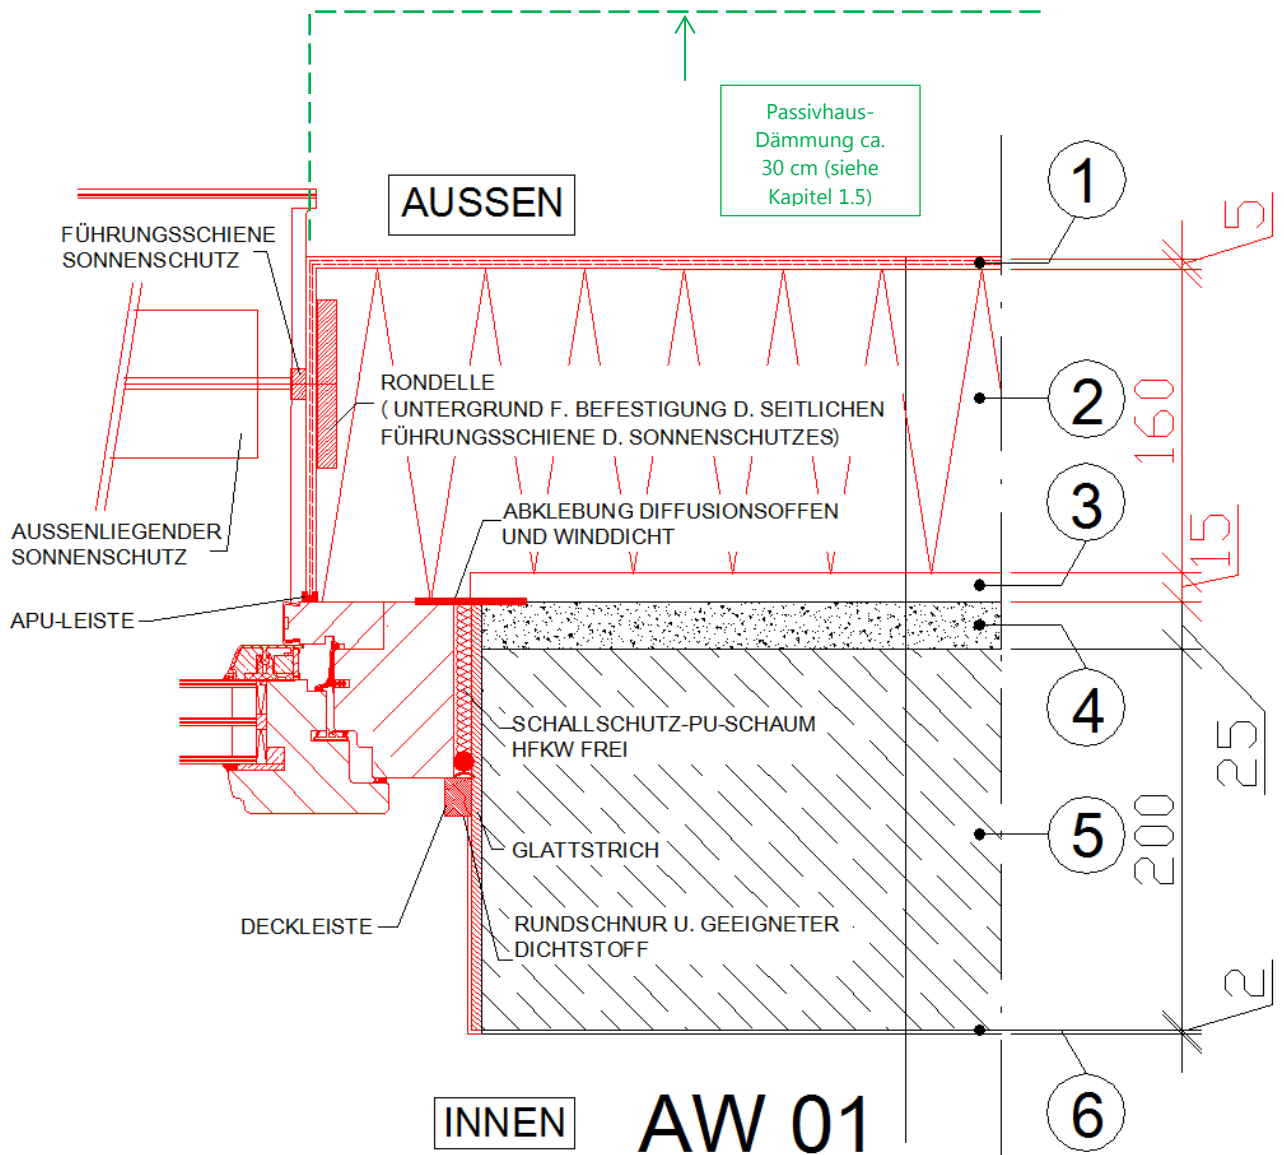 Passivhaus-
Dämmung ca.
30 cm (siehe
Kapitel 1.5)
AUSSEN
1
5
FÜHRUNGSSCHIENE
SONNENSCHUTZ
RONDELLE
( UNTERGRUND F. BEFESTIGUNG D. SEITLICHEN
FÜHRUNGSSCHIENE D. SONNENSCHUTZES)
2
160
3
ABKLEBUNG DIFFUSIONSOFFEN
UND WINDDICHT
15
AUSSENLIEGENDER
SONNENSCHUTZ
APU-LEISTE
4
SCHALLSCHUTZ-PU-SCHAUM
HFKW FREI
25
5
200
GLATTSTRICH
DECKLEISTE
RUNDSCHNUR U. GEEIGNETER
DICHTSTOFF
2
INNEN
AW 01
6